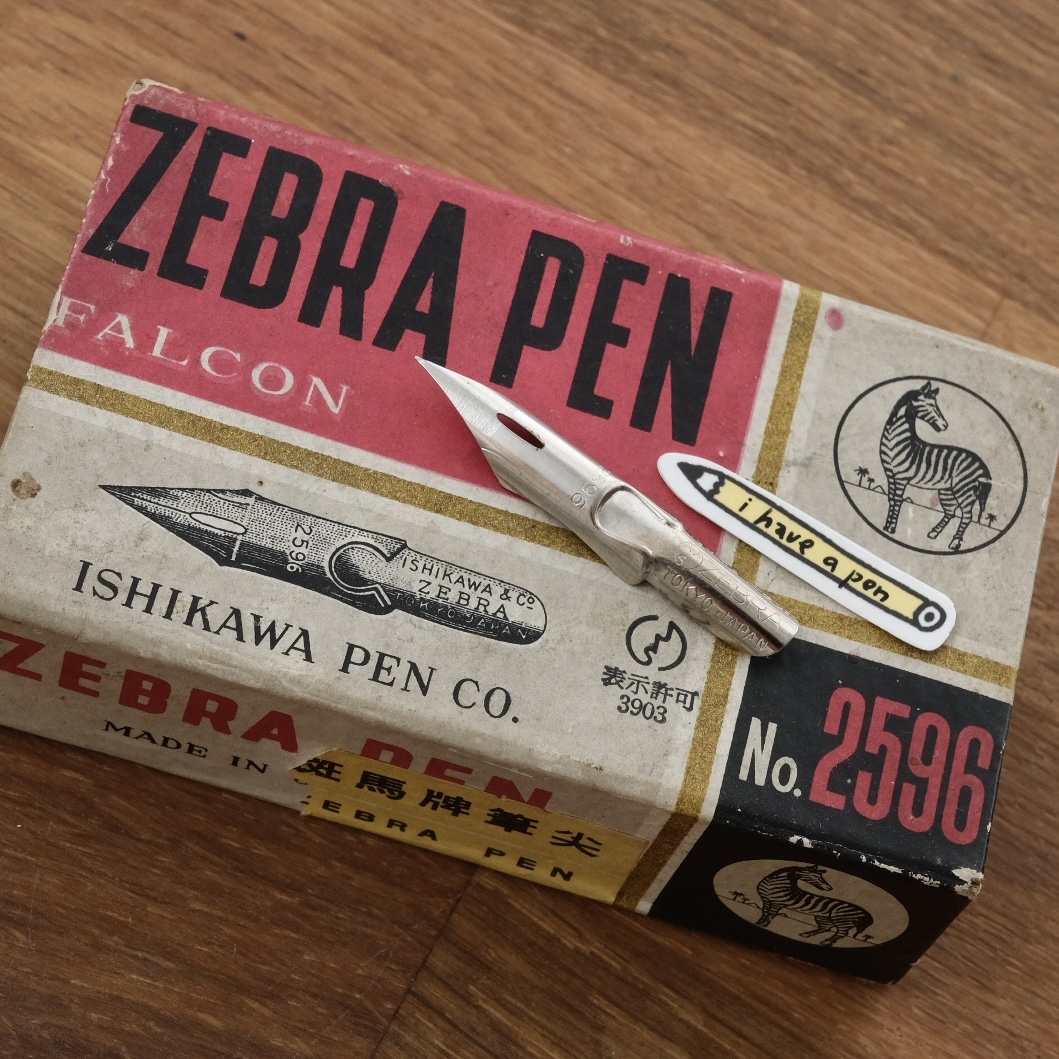 ZEBRA PEN
FALCON
2596
ISHIKAWA & Co
ZEBRA
TOKYO-JAPAN
ISHIKAWA PEN CO.
表示許可
3903
ZEBRA
TOKYO-JAPAN
i have a pen
No. 2596
ZEBRA PEN
MADE IN
斑馬牌筆尖
ZEBRA PEN